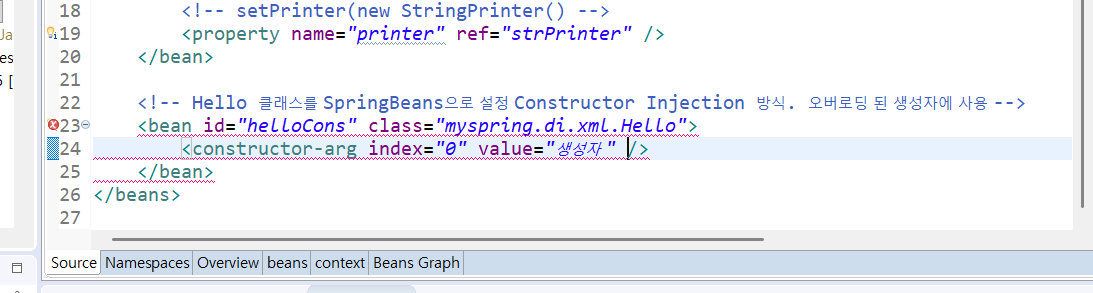 18 <!-- setPrinter(new StringPrinter() -->
Ja
19 <property name="printer" ref="strPrinter" />
es
20 </bean>
5 [
21
22 <!-- Hello 클래스를 SpringBeans으로 설정 Constructor Injection 방식. 오버로딩 된 생성자에 사용 -->
23 <bean id="helloCons" class="myspring.di.xml.Hello">
24 <constructor-arg index="0" value="생성자" />
25 </bean>
26 </beans>
27
Source Namespaces Overview beans context Beans Graph